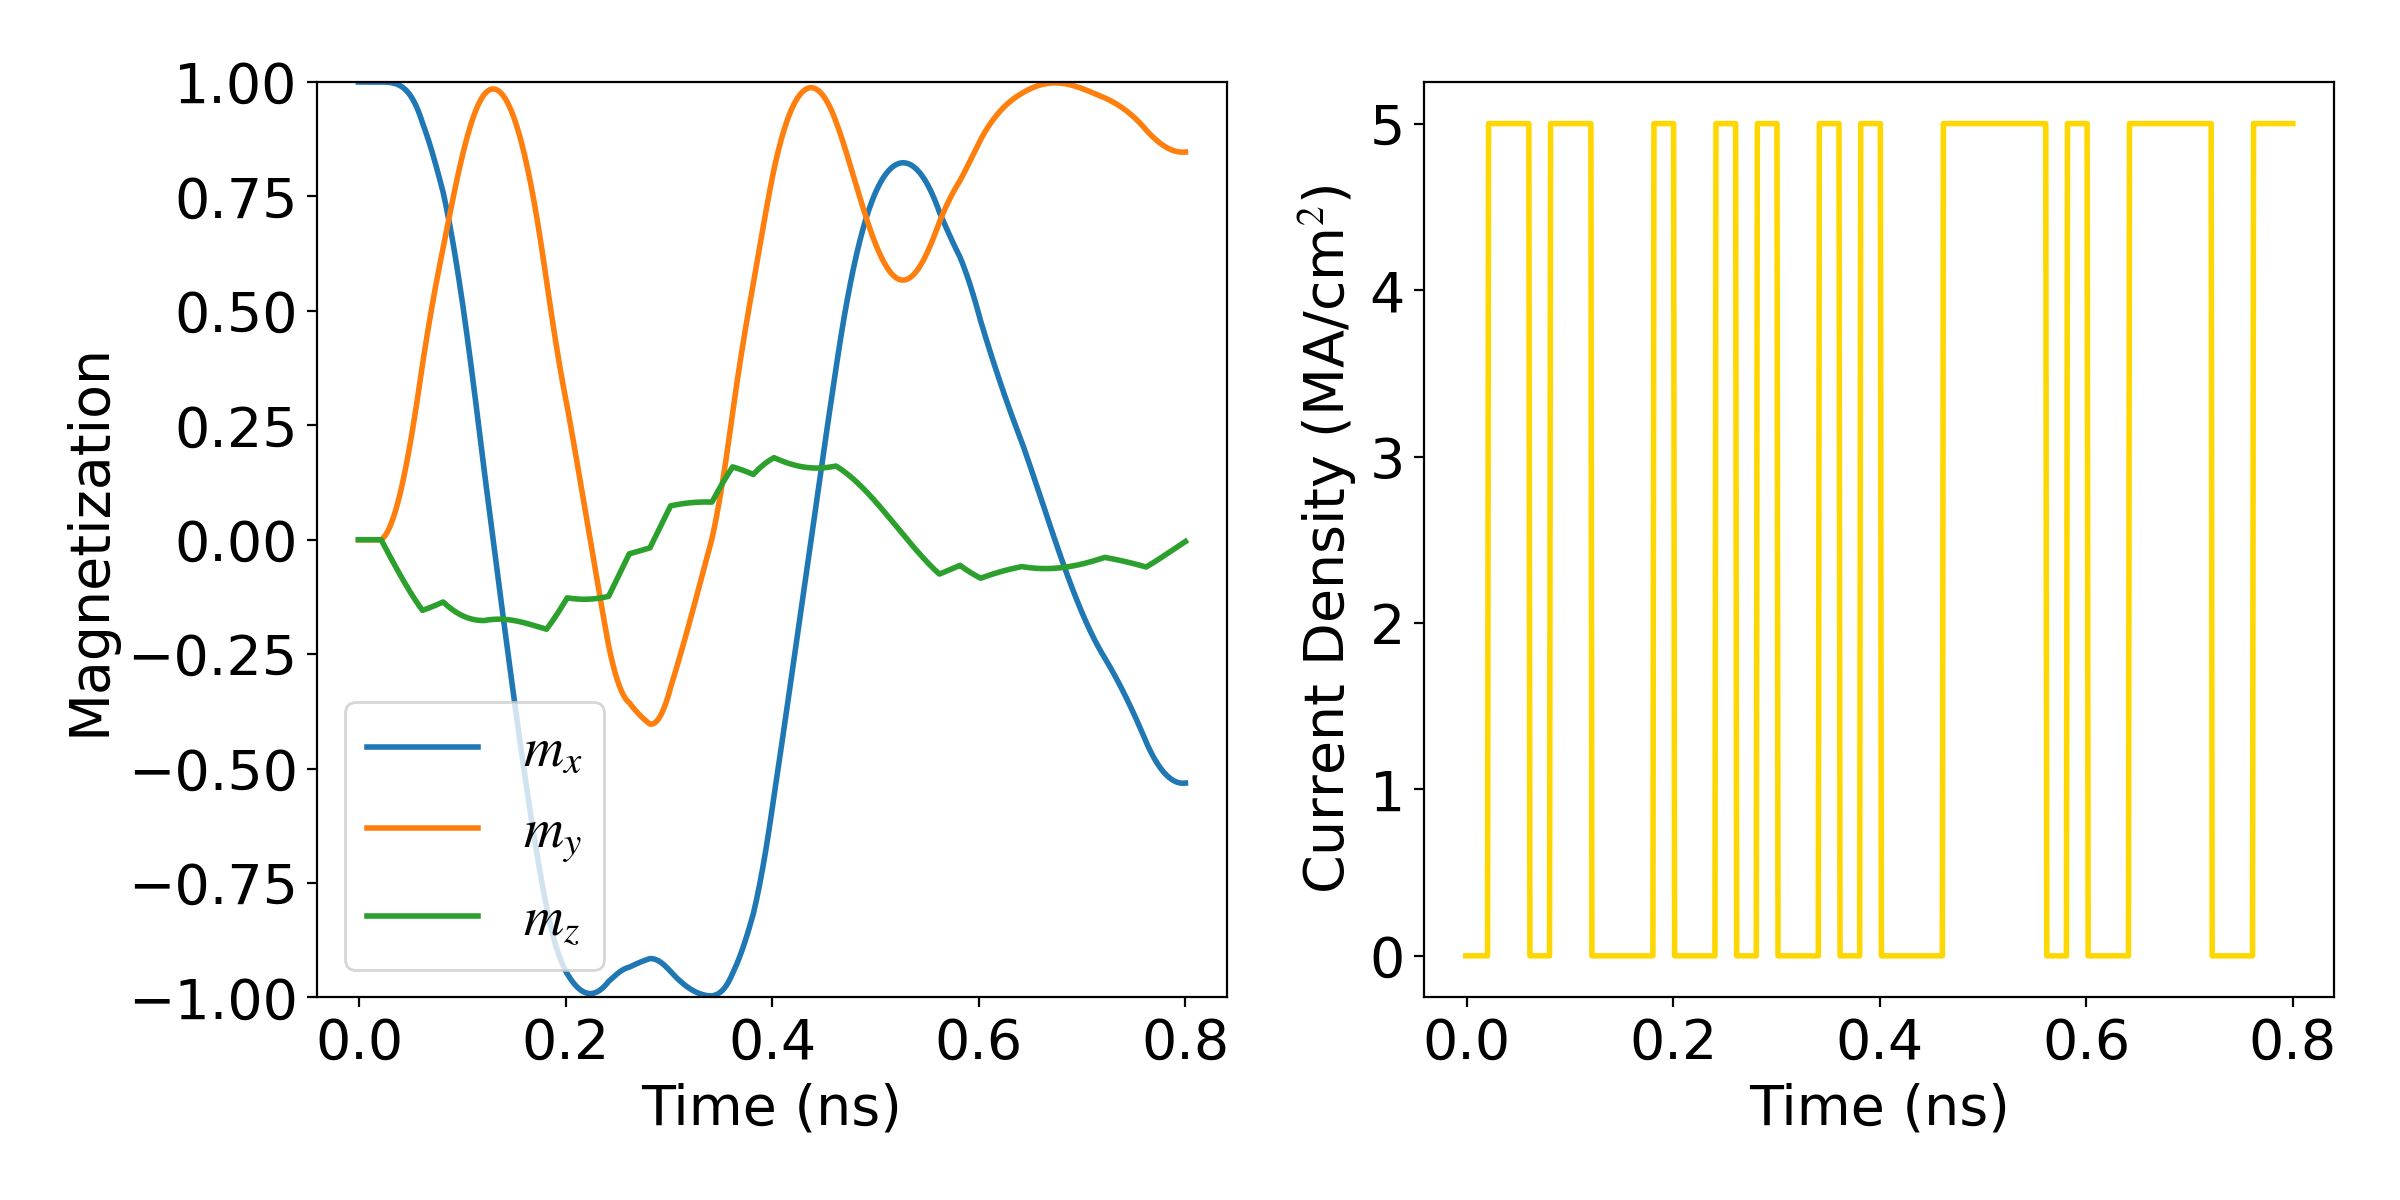 1.00
0.75
0.50
0.25
0.00
−0.25
−0.50
−0.75
−1.00
Magnetization
m_x
m_y
m_z
0.0 0.2 0.4 0.6 0.8
Time (ns)
5
4
3
2
1
0
Current Density (MA/cm²)
0.0 0.2 0.4 0.6 0.8
Time (ns)